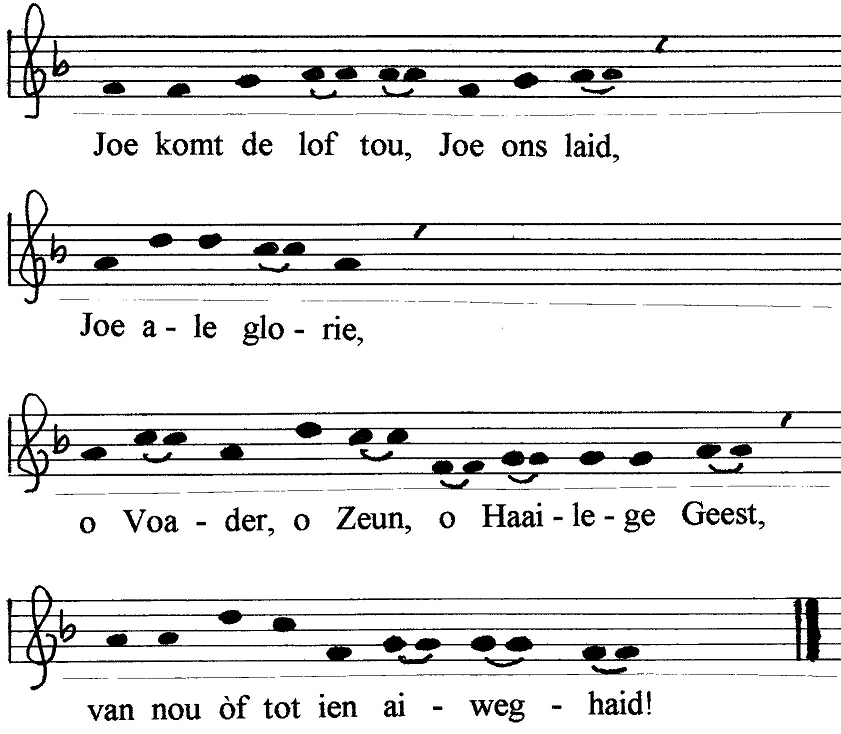 Joe komt de lof tou, Joe ons laid,
Joe a - le glo - rie,
o Voa - der, o Zeun, o Haai - le - ge Geest,
van nou òf tot ien ai - weg - haid!